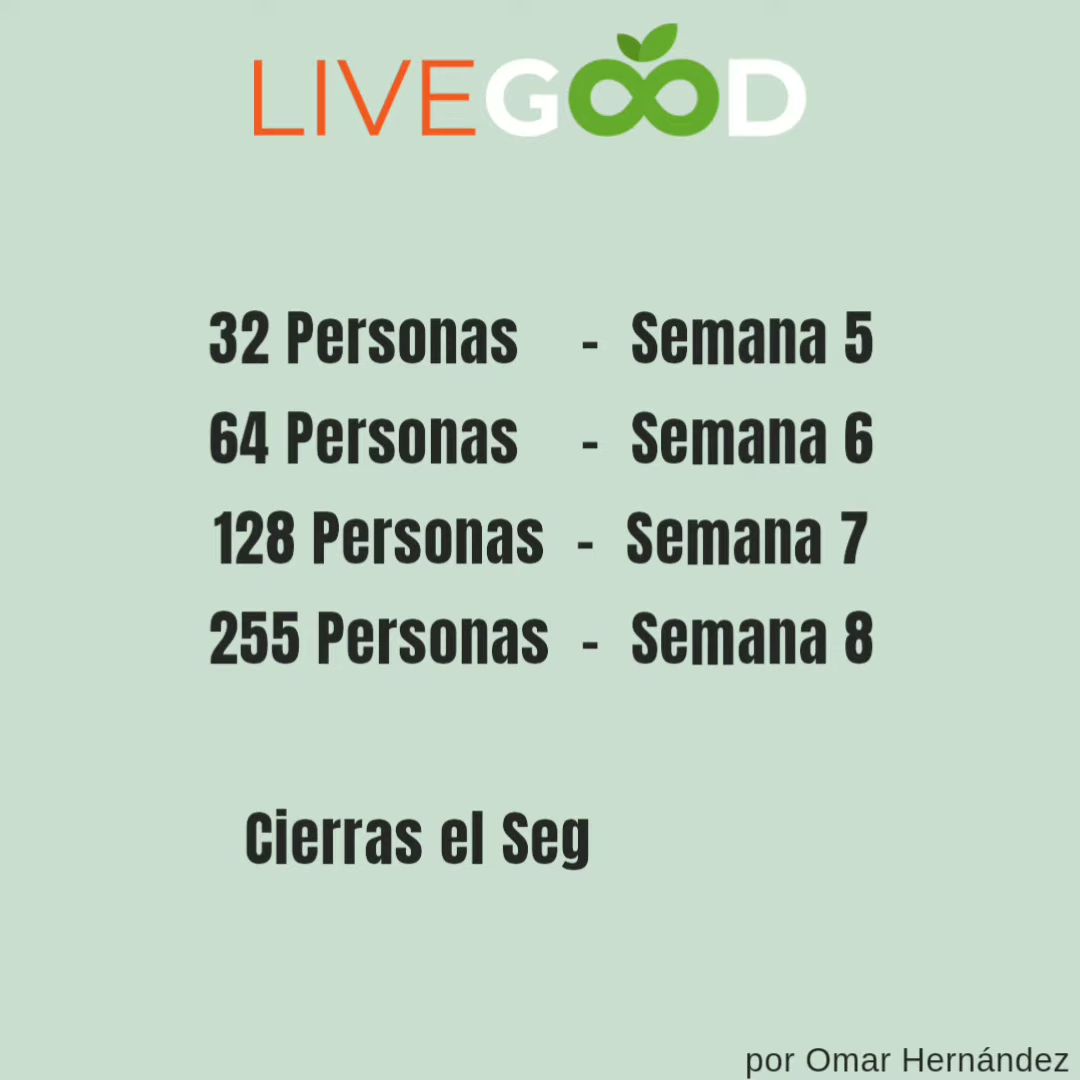 LIVEGOOD
32 Personas - Semana 5
64 Personas - Semana 6
128 Personas - Semana 7
255 Personas - Semana 8
Cierras el Seg
por Omar Hernández